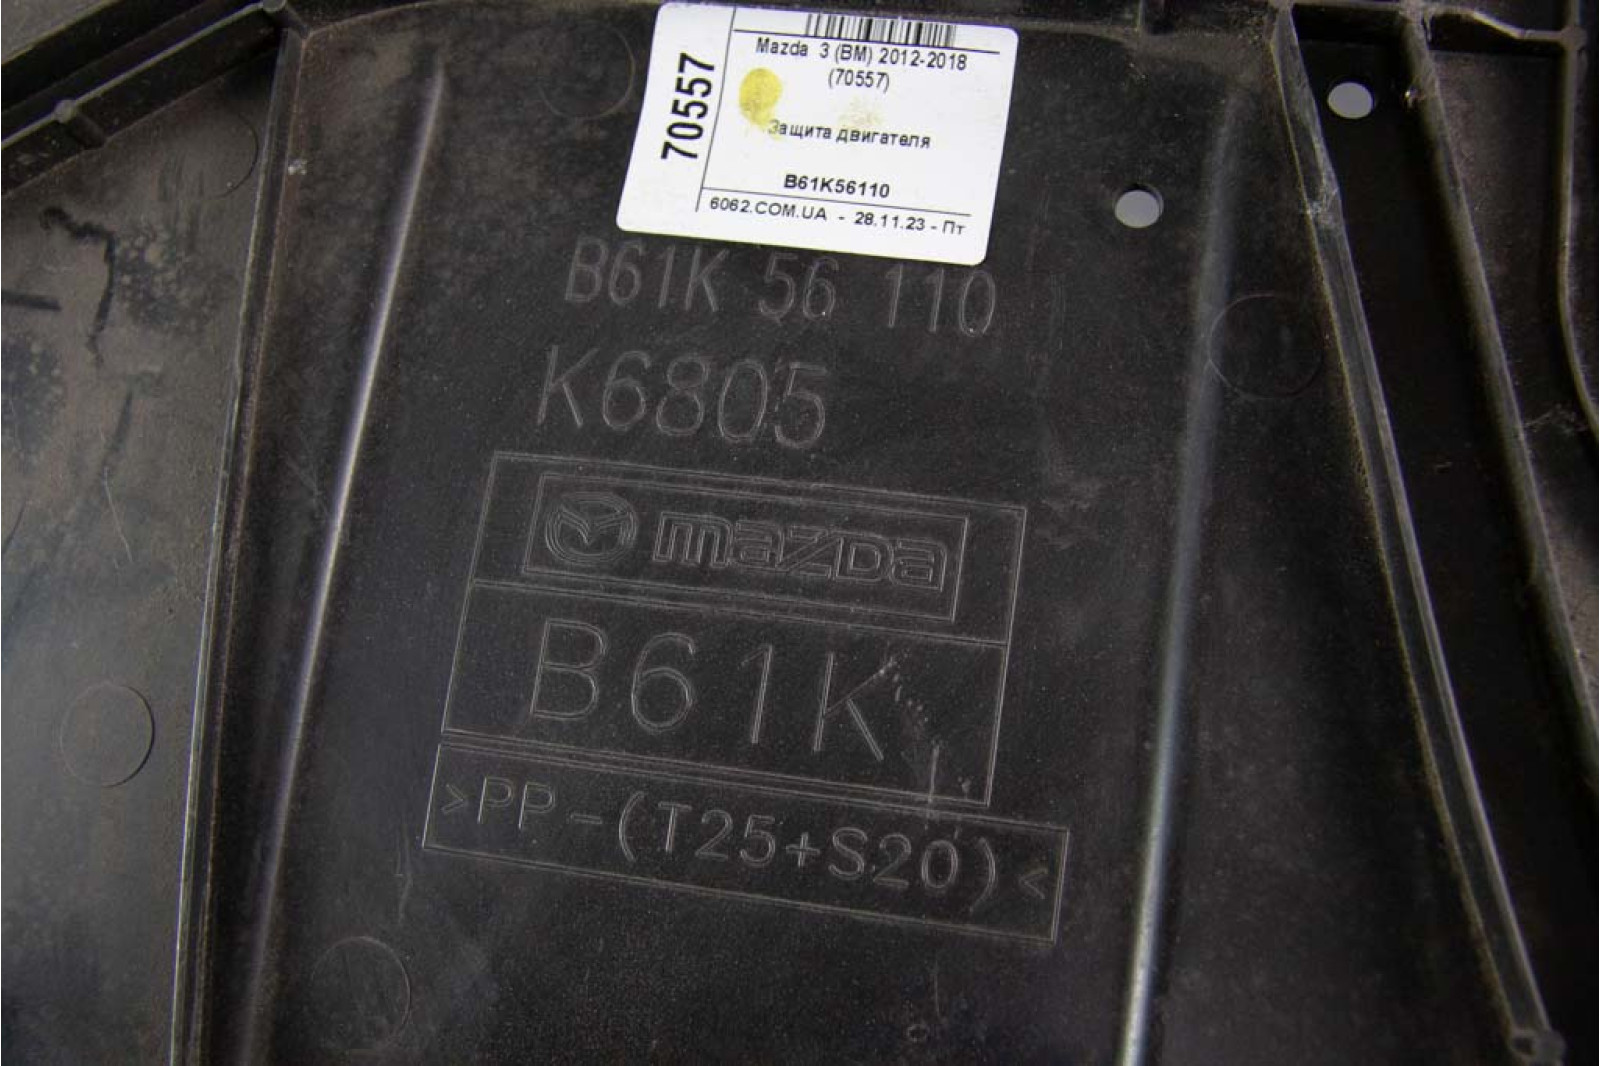 70557
Mazda 3 (BM) 2012-2018
(70557)
Защита двигателя
B61K56110
6062.COM.UA - 28.11.23 - Пт
B61K 56 110
K6805
mazda
B61K
>PP-(T25+S20)<